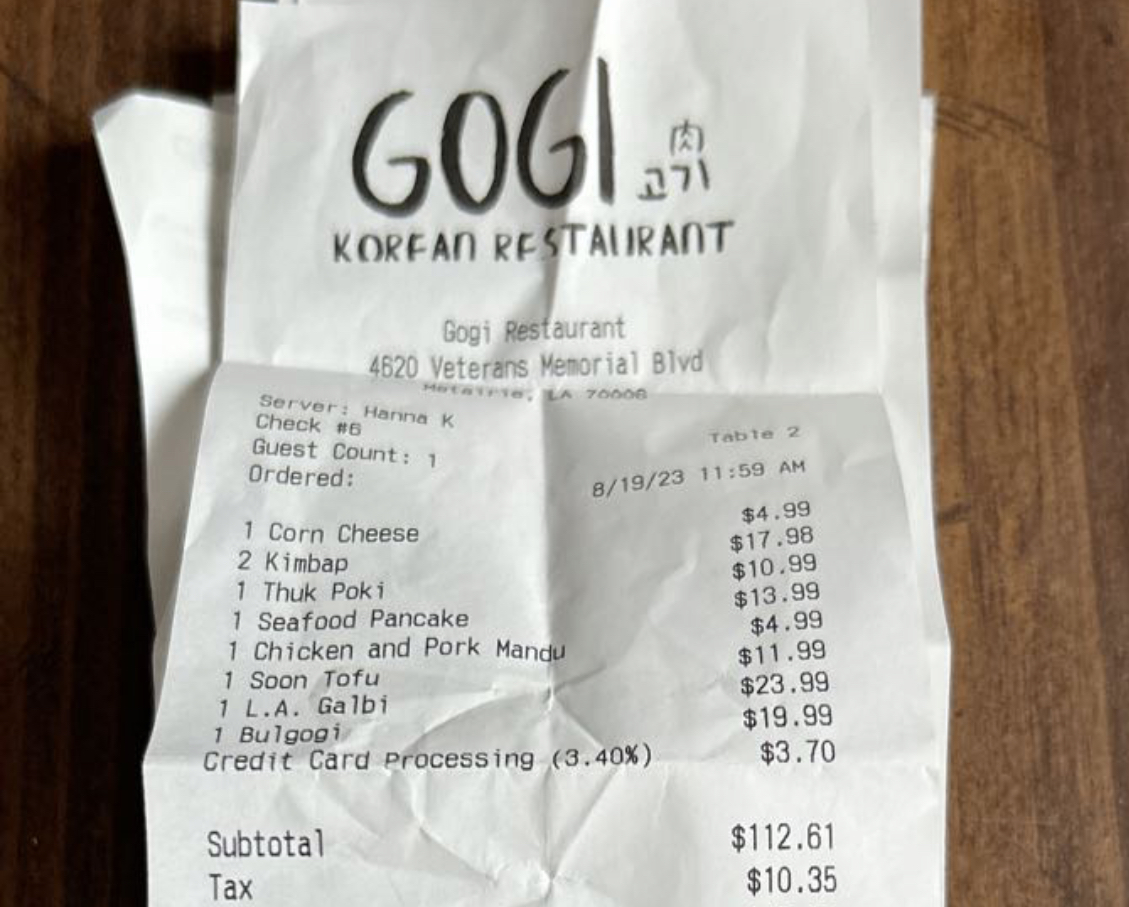 GOGI 肉
고기
KOREAN RESTAURANT
Gogi Restaurant
4620 Veterans Memorial Blvd
Metairie, LA 70006
Server: Hanna K
Check #6 Table 2
Guest Count: 1
Ordered: 8/19/23 11:59 AM
1 Corn Cheese $4.99
2 Kimbap $17.98
1 Thuk Poki $10.99
1 Seafood Pancake $13.99
1 Chicken and Pork Mandu $4.99
1 Soon Tofu $11.99
1 L.A. Galbi $23.99
1 Bulgogi $19.99
Credit Card Processing (3.40%) $3.70
Subtotal $112.61
Tax $10.35